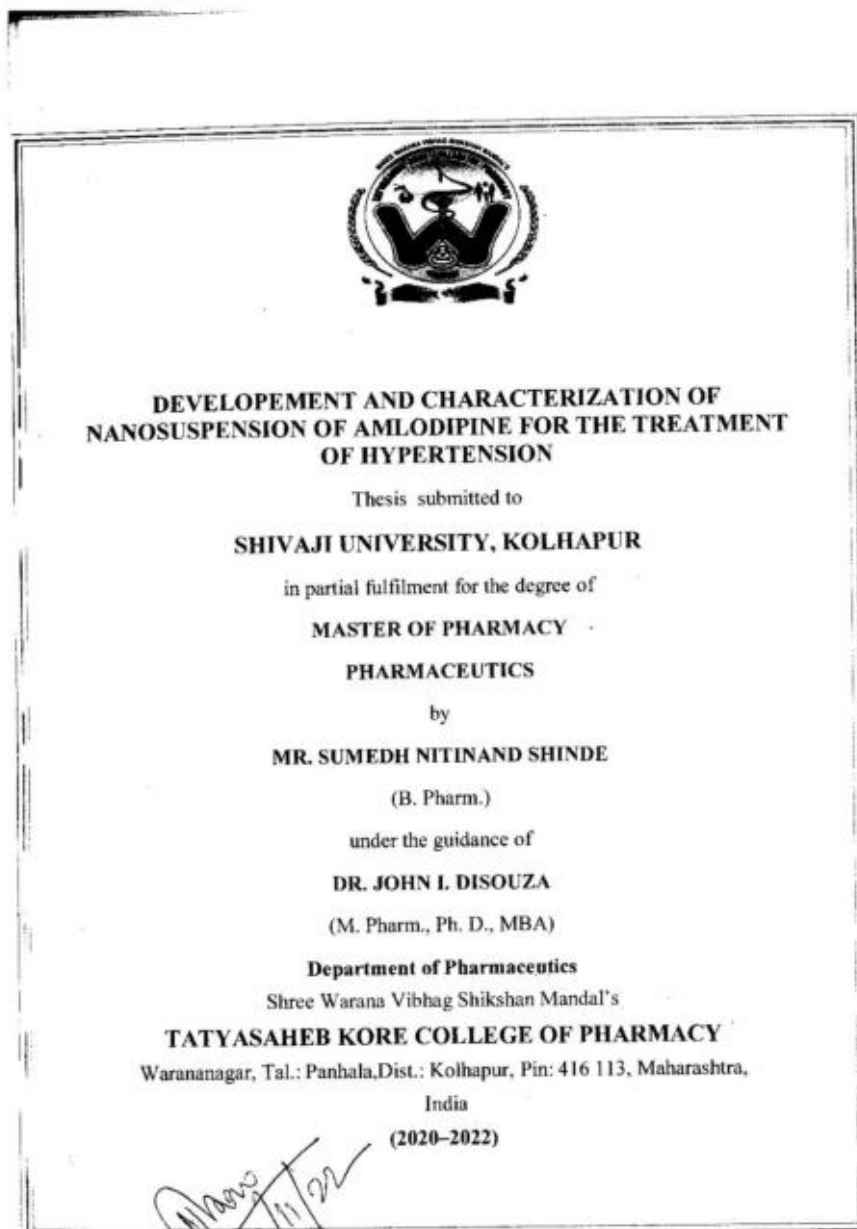 DEVELOPEMENT AND CHARACTERIZATION OF
NANOSUSPENSION OF AMLODIPINE FOR THE TREATMENT
OF HYPERTENSION
Thesis submitted to
SHIVAJI UNIVERSITY, KOLHAPUR
in partial fulfilment for the degree of
MASTER OF PHARMACY
PHARMACEUTICS
by
MR. SUMEDH NITINAND SHINDE
(B. Pharm.)
under the guidance of
DR. JOHN I. DISOUZA
(M. Pharm., Ph. D., MBA)
Department of Pharmaceutics
Shree Warana Vibhag Shikshan Mandal's
TATYASAHEB KORE COLLEGE OF PHARMACY
Warananagar, Tal.: Panhala,Dist.: Kolhapur, Pin: 416 113, Maharashtra,
India
(2020–2022)
/11/22